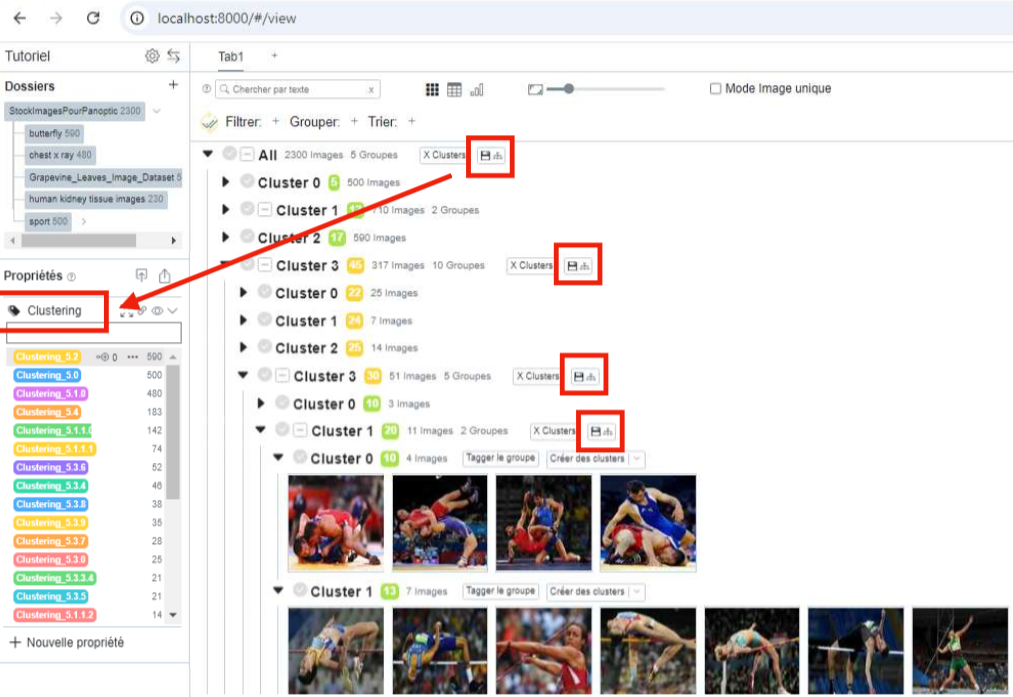 localhost:8000/#/view
Tutoriel
Tab1 +
Dossiers +
StockImagesPourPanoptic 2300
butterfly 590
chest x ray 480
Grapevine_Leaves_Image_Dataset 5
human kidney tissue images 230
sport 500
Chercher par texte x
Mode Image unique
Filtrer: + Grouper: + Trier: +
All 2300 Images 5 Groupes X Clusters
Cluster 0 5 500 Images
Cluster 1 710 Images 2 Groupes
Cluster 2 17 590 Images
Cluster 3 45 317 Images 10 Groupes X Clusters
Cluster 0 22 25 Images
Cluster 1 24 7 Images
Cluster 2 25 14 Images
Cluster 3 30 51 Images 5 Groupes X Clusters
Cluster 0 10 3 Images
Cluster 1 20 11 Images 2 Groupes X Clusters
Cluster 0 10 4 Images Tagger le groupe Créer des clusters
Cluster 1 13 7 Images Tagger le groupe Créer des clusters
Propriétés
Clustering
Clustering_5.2 0 ••• 590
Clustering_5.0 500
Clustering_5.1.0 480
Clustering_5.4 183
Clustering_5.1.1.0 142
Clustering_5.1.1.1 74
Clustering_5.3.6 52
Clustering_5.3.4 46
Clustering_5.3.8 38
Clustering_5.3.9 35
Clustering_5.3.7 28
Clustering_5.3.0 25
Clustering_5.3.3.4 21
Clustering_5.3.5 21
Clustering_5.1.1.2 14
+ Nouvelle propriété